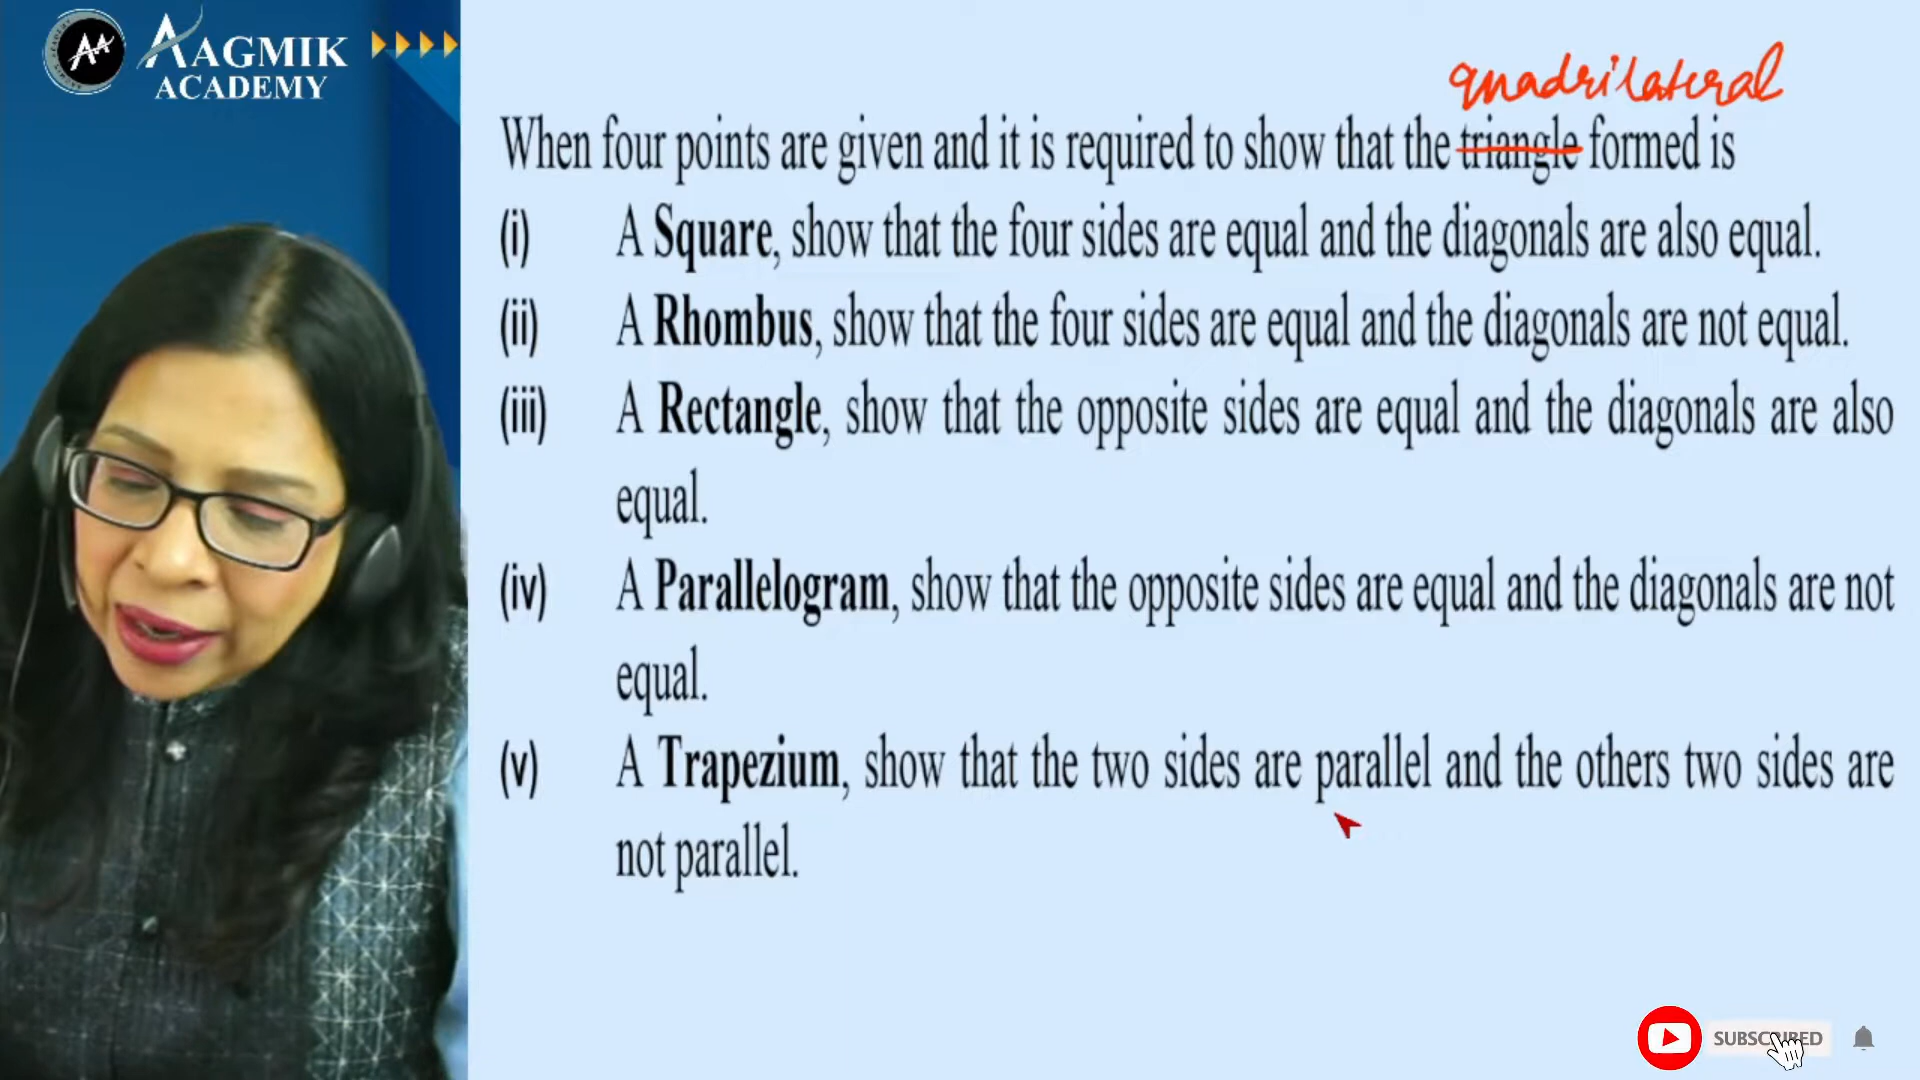 AAGMIK
ACADEMY
quadrilateral
When four points are given and it is required to show that the triangle formed is
(i) A Square, show that the four sides are equal and the diagonals are also equal.
(ii) A Rhombus, show that the four sides are equal and the diagonals are not equal.
(iii) A Rectangle, show that the opposite sides are equal and the diagonals are also
equal.
(iv) A Parallelogram, show that the opposite sides are equal and the diagonals are not
equal.
(v) A Trapezium, show that the two sides are parallel and the others two sides are
not parallel.
SUBSCRIBED